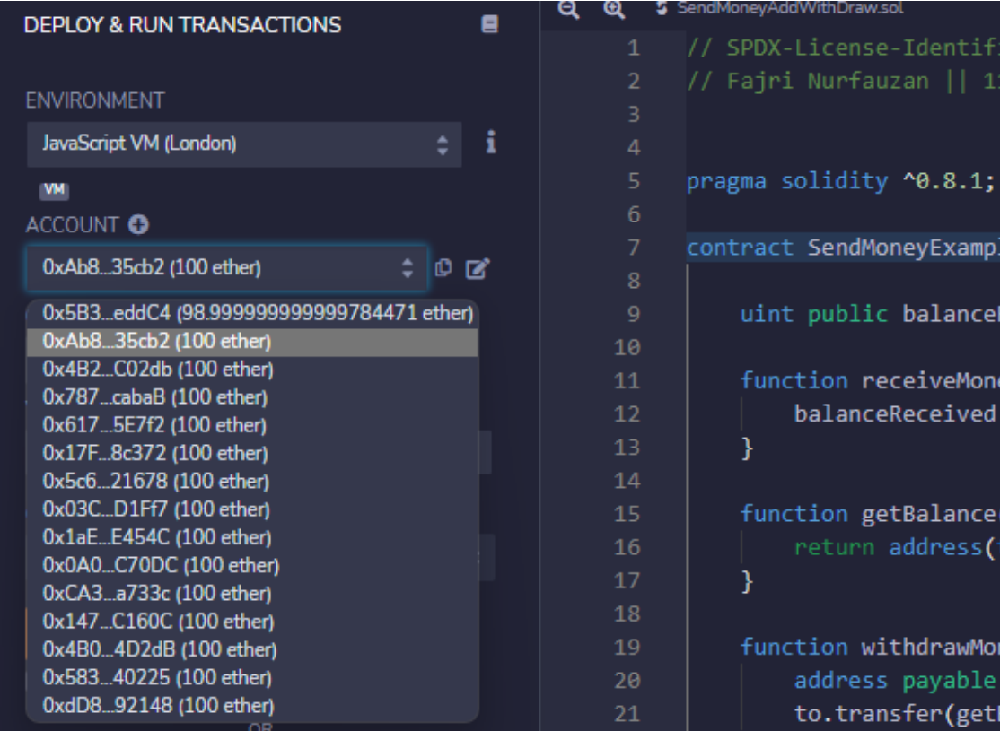 DEPLOY & RUN TRANSACTIONS
ENVIRONMENT
JavaScript VM (London)
VM
ACCOUNT
0xAb8...35cb2 (100 ether)
0x5B3...eddC4 (98.999999999999784471 ether)
0xAb8...35cb2 (100 ether)
0x4B2...C02db (100 ether)
0x787...cabaB (100 ether)
0x617...5E7f2 (100 ether)
0x17F...8c372 (100 ether)
0x5c6...21678 (100 ether)
0x03C...D1Ff7 (100 ether)
0x1aE...E454C (100 ether)
0x0A0...C70DC (100 ether)
0xCA3...a733c (100 ether)
0x147...C160C (100 ether)
0x4B0...4D2dB (100 ether)
0x583...40225 (100 ether)
0xdD8...92148 (100 ether)
OR
SendMoneyAddWithDraw.sol
1 // SPDX-License-Identif
2 // Fajri Nurfauzan || 1
3
4
5 pragma solidity ^0.8.1;
6
7 contract SendMoneyExamp
8
9 uint public balance
10
11 function receiveMon
12 balanceReceived
13 }
14
15 function getBalance
16 return address(
17 }
18
19 function withdrawMo
20 address payable
21 to.transfer(get